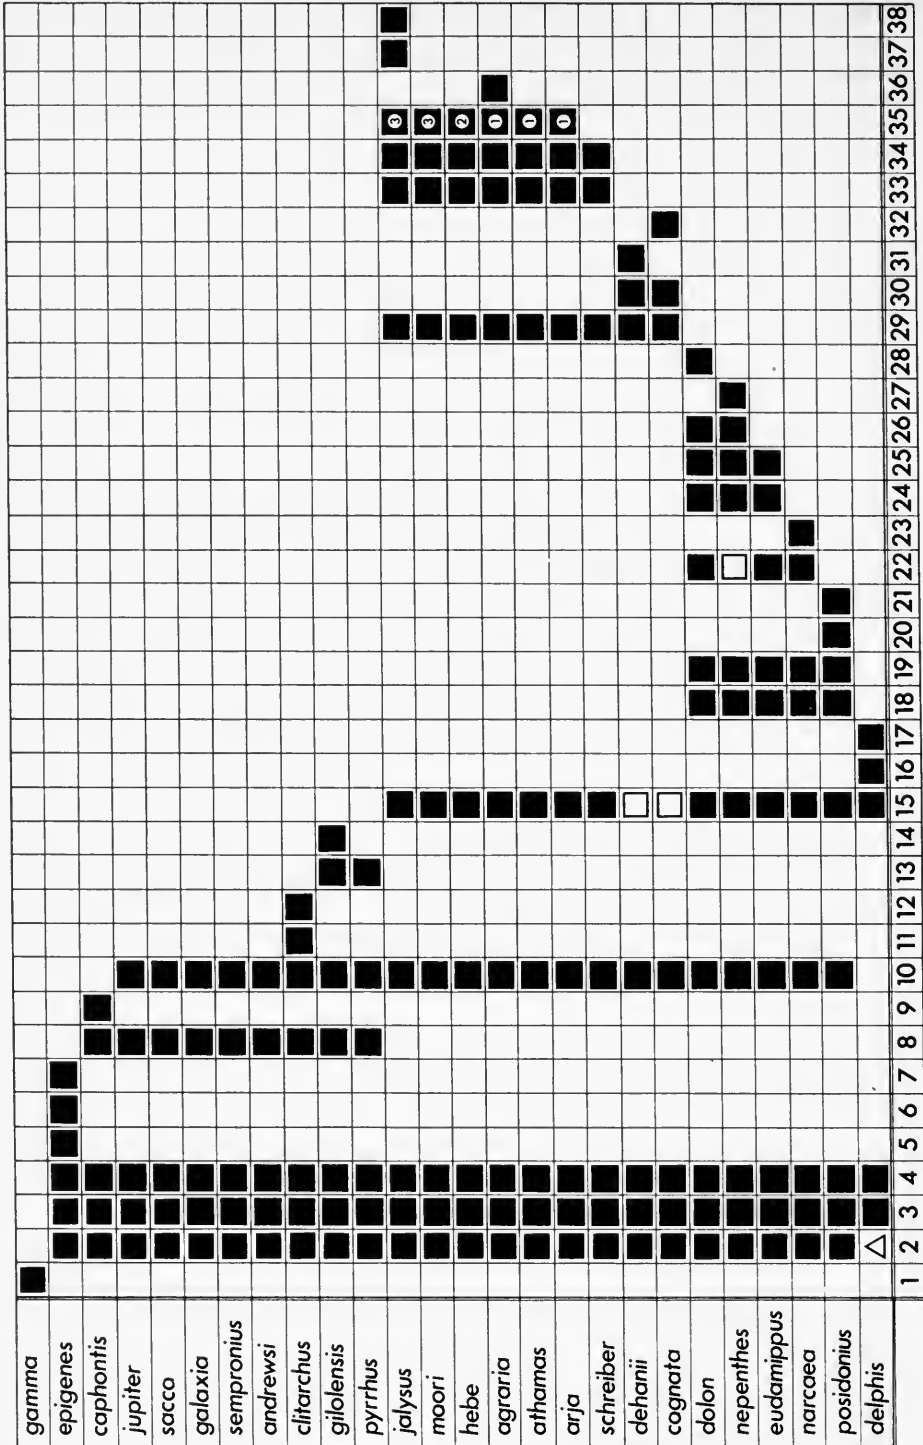 gamma
epigenes
caphontis
jupiter
sacco
galaxia
sempronius
andrewsi
clitarchus
gilolensis
pyrrhus
jalysus 3
moori 3
hebe 2
agraria 1
athamas 1
arja 1
schreiber
dehanii
cognata
dolon
nepenthes
eudamippus
narcaea
posidonius
delphis
1 2 3 4 5 6 7 8 9 10 11 12 13 14 15 16 17 18 19 20 21 22 23 24 25 26 27 28 29 30 31 32 33 34 35 36 37 38